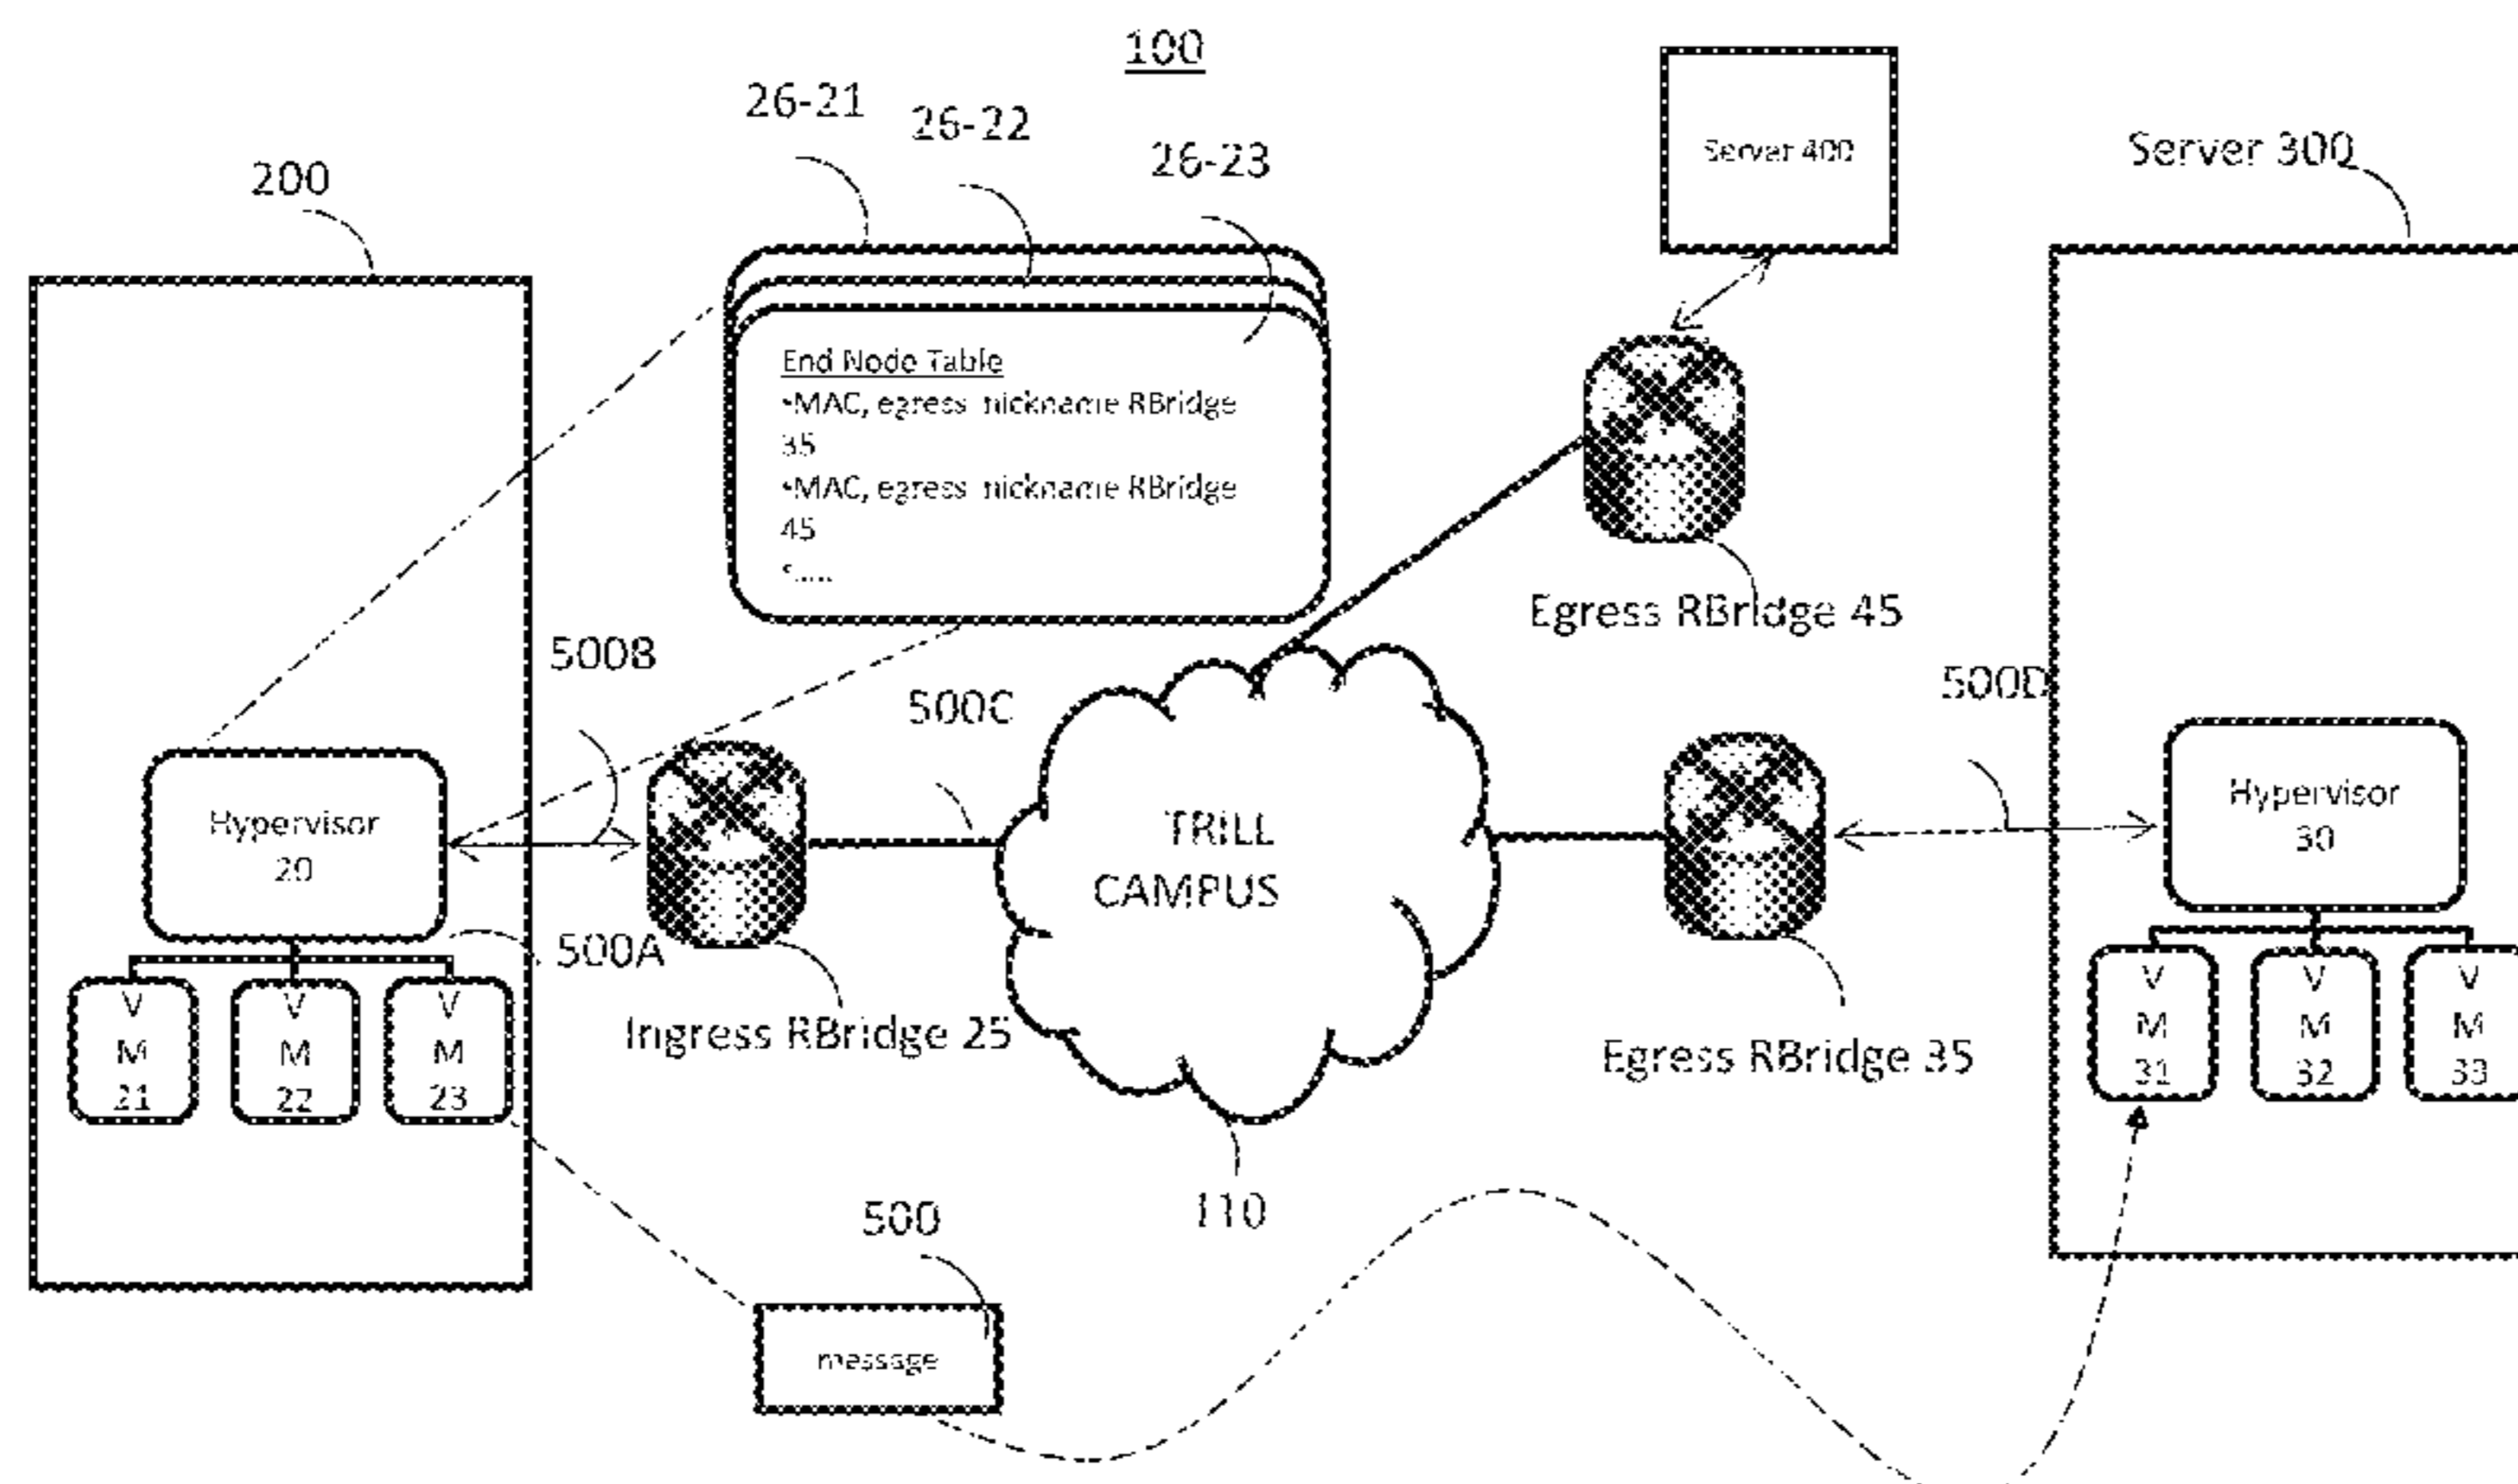 100
26-21
26-22
26-23
200
Server 400
Server 300
End Node Table
•MAC, egress nickname RBridge
35
•MAC, egress nickname RBridge
45
•.....
Egress RBridge 45
500B
500C
500D
Hypervisor
20
TRILL
CAMPUS
Hypervisor
30
500A
Ingress RBridge 25
Egress RBridge 35
V
M
21
V
M
22
V
M
23
V
M
31
V
M
32
V
M
33
110
500
message